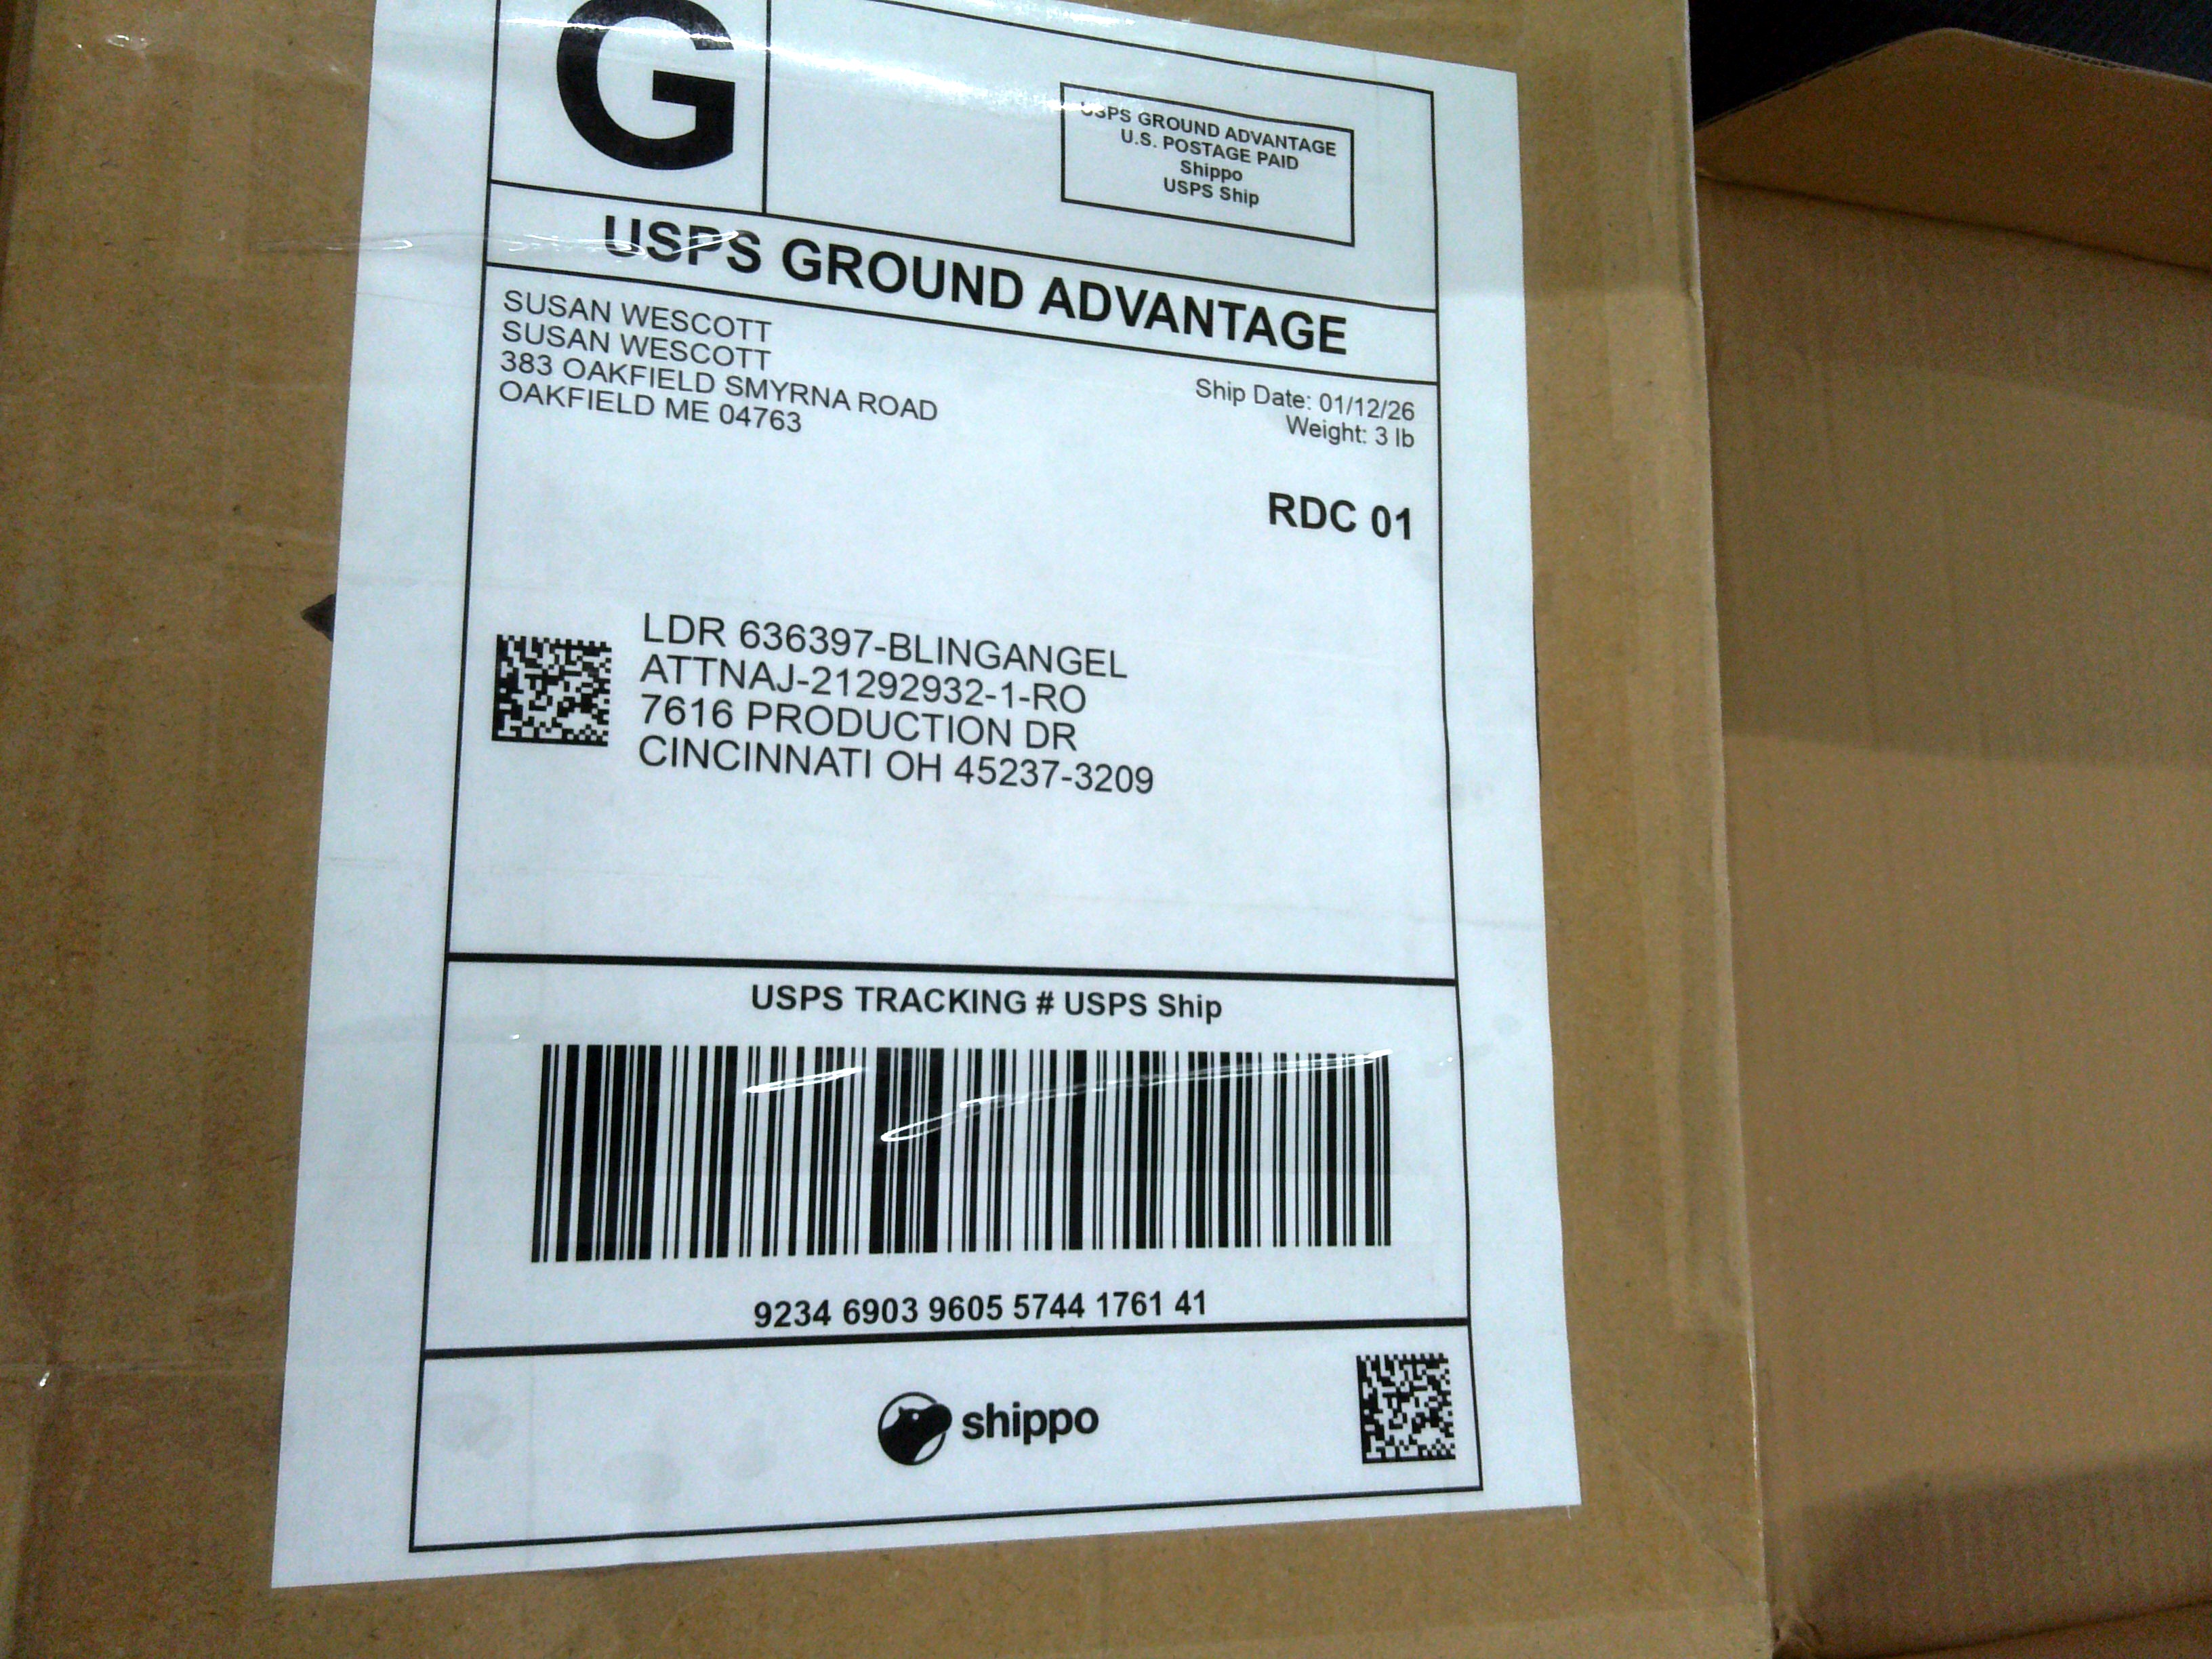 G
USPS GROUND ADVANTAGE
U.S. POSTAGE PAID
Shippo
USPS Ship
USPS GROUND ADVANTAGE
SUSAN WESCOTT
SUSAN WESCOTT
383 OAKFIELD SMYRNA ROAD
OAKFIELD ME 04763
Ship Date: 01/12/26
Weight: 3 lb
RDC 01
LDR 636397-BLINGANGEL
ATTNAJ-21292932-1-RO
7616 PRODUCTION DR
CINCINNATI OH 45237-3209
USPS TRACKING # USPS Ship
9234 6903 9605 5744 1761 41
shippo